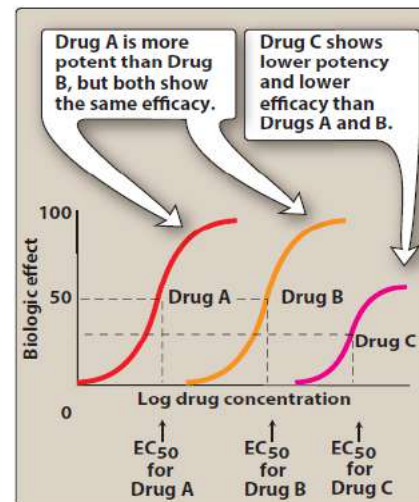 Drug A is more
potent than Drug
B, but both show
the same efficacy.
Drug C shows
lower potency
and lower
efficacy than
Drugs A and B.
100
50
0
Biologic effect
Drug A
Drug B
Drug C
Log drug concentration
EC50
for
Drug A
EC50
for
Drug B
EC50
for
Drug C